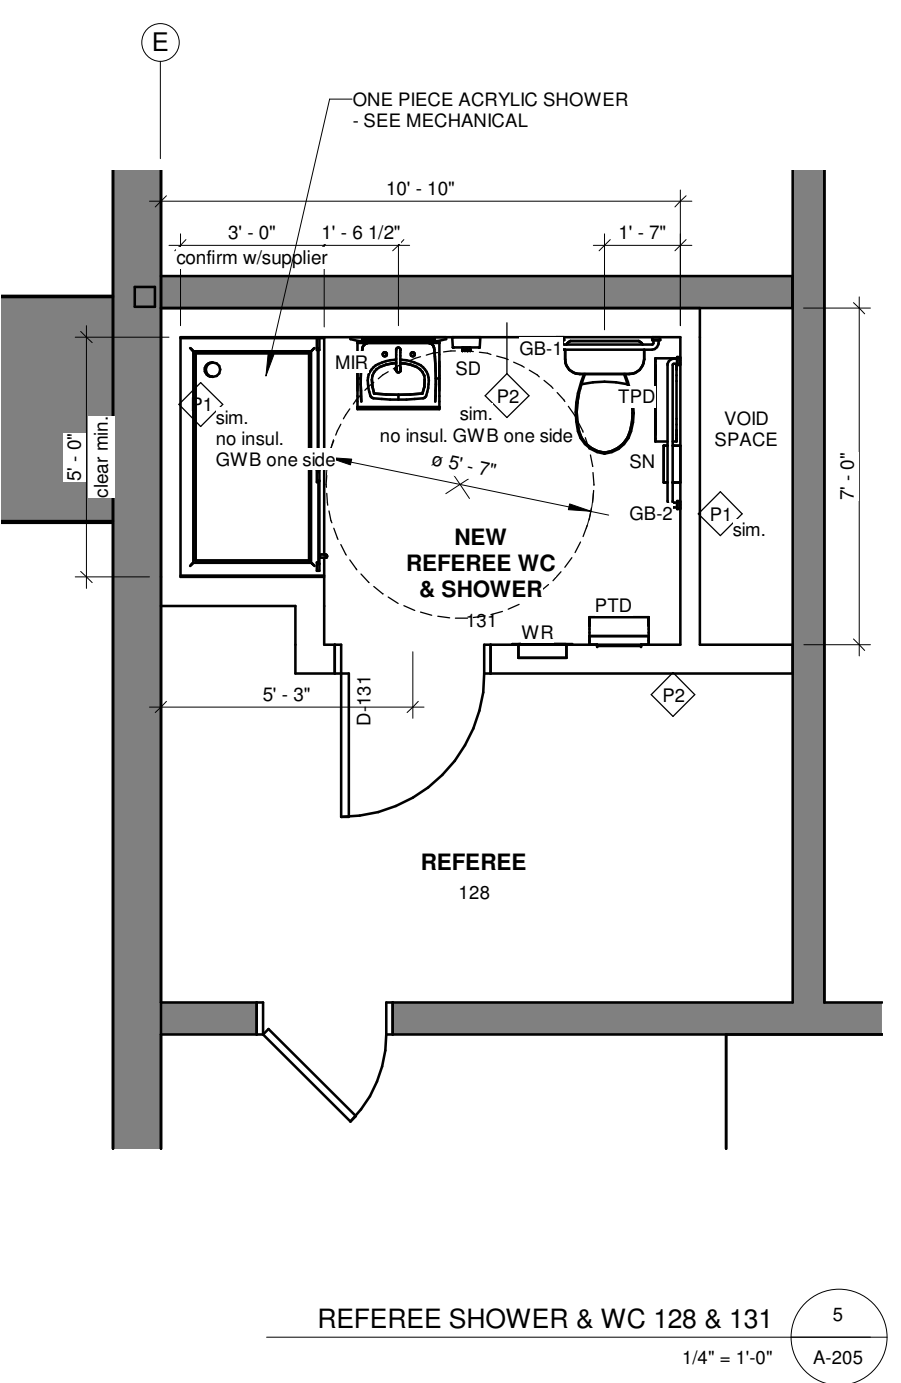 E
ONE PIECE ACRYLIC SHOWER
- SEE MECHANICAL
10' - 10"
3' - 0"
1' - 6 1/2"
1' - 7"
confirm w/supplier
MIR
SD
GB-1
P1
sim.
no insul.
GWB one side
P2
sim.
no insul. GWB one side
TPD
VOID
SPACE
5' - 0"
clear min.
ø 5' - 7"
SN
GB-2
P1
sim.
7' - 0"
NEW
REFEREE WC
& SHOWER
131
WR
PTD
5' - 3"
D-131
P2
REFEREE
128
REFEREE SHOWER & WC 128 & 131
1/4" = 1'-0"
5
A-205